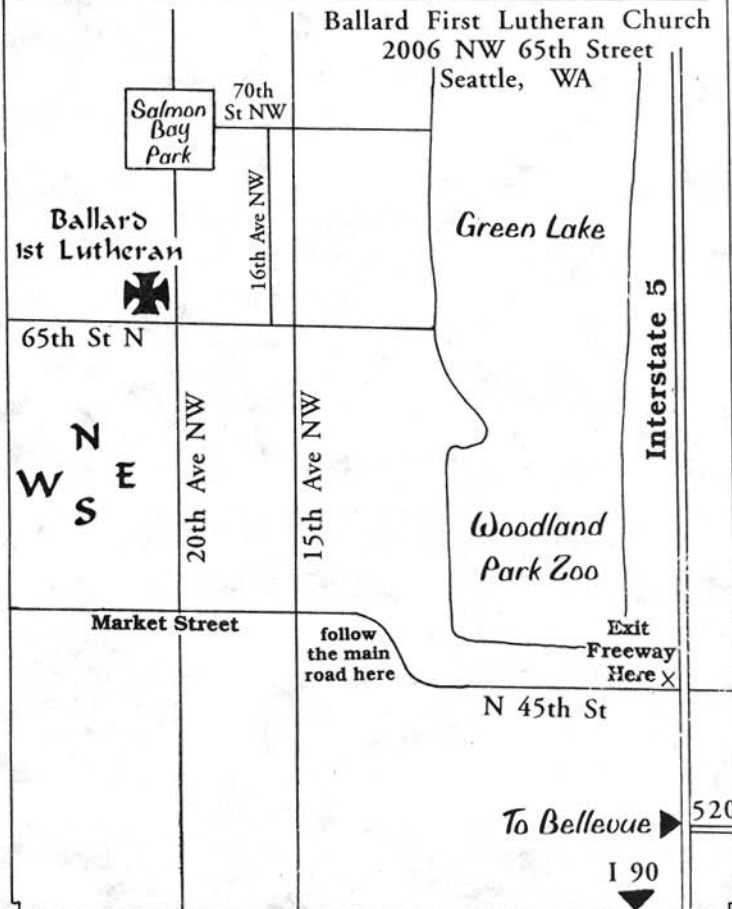 Ballard First Lutheran Church
2006 NW 65th Street
Seattle, WA
70th
St NW
Salmon
Bay
Park
16th Ave NW
Green Lake
Ballard
1st Lutheran
Interstate 5
65th St N
N
W E
S
20th Ave NW
15th Ave NW
Woodland
Park Zoo
Market Street
follow
the main
road here
Exit
Freeway
Here X
N 45th St
To Bellevue
520
I 90